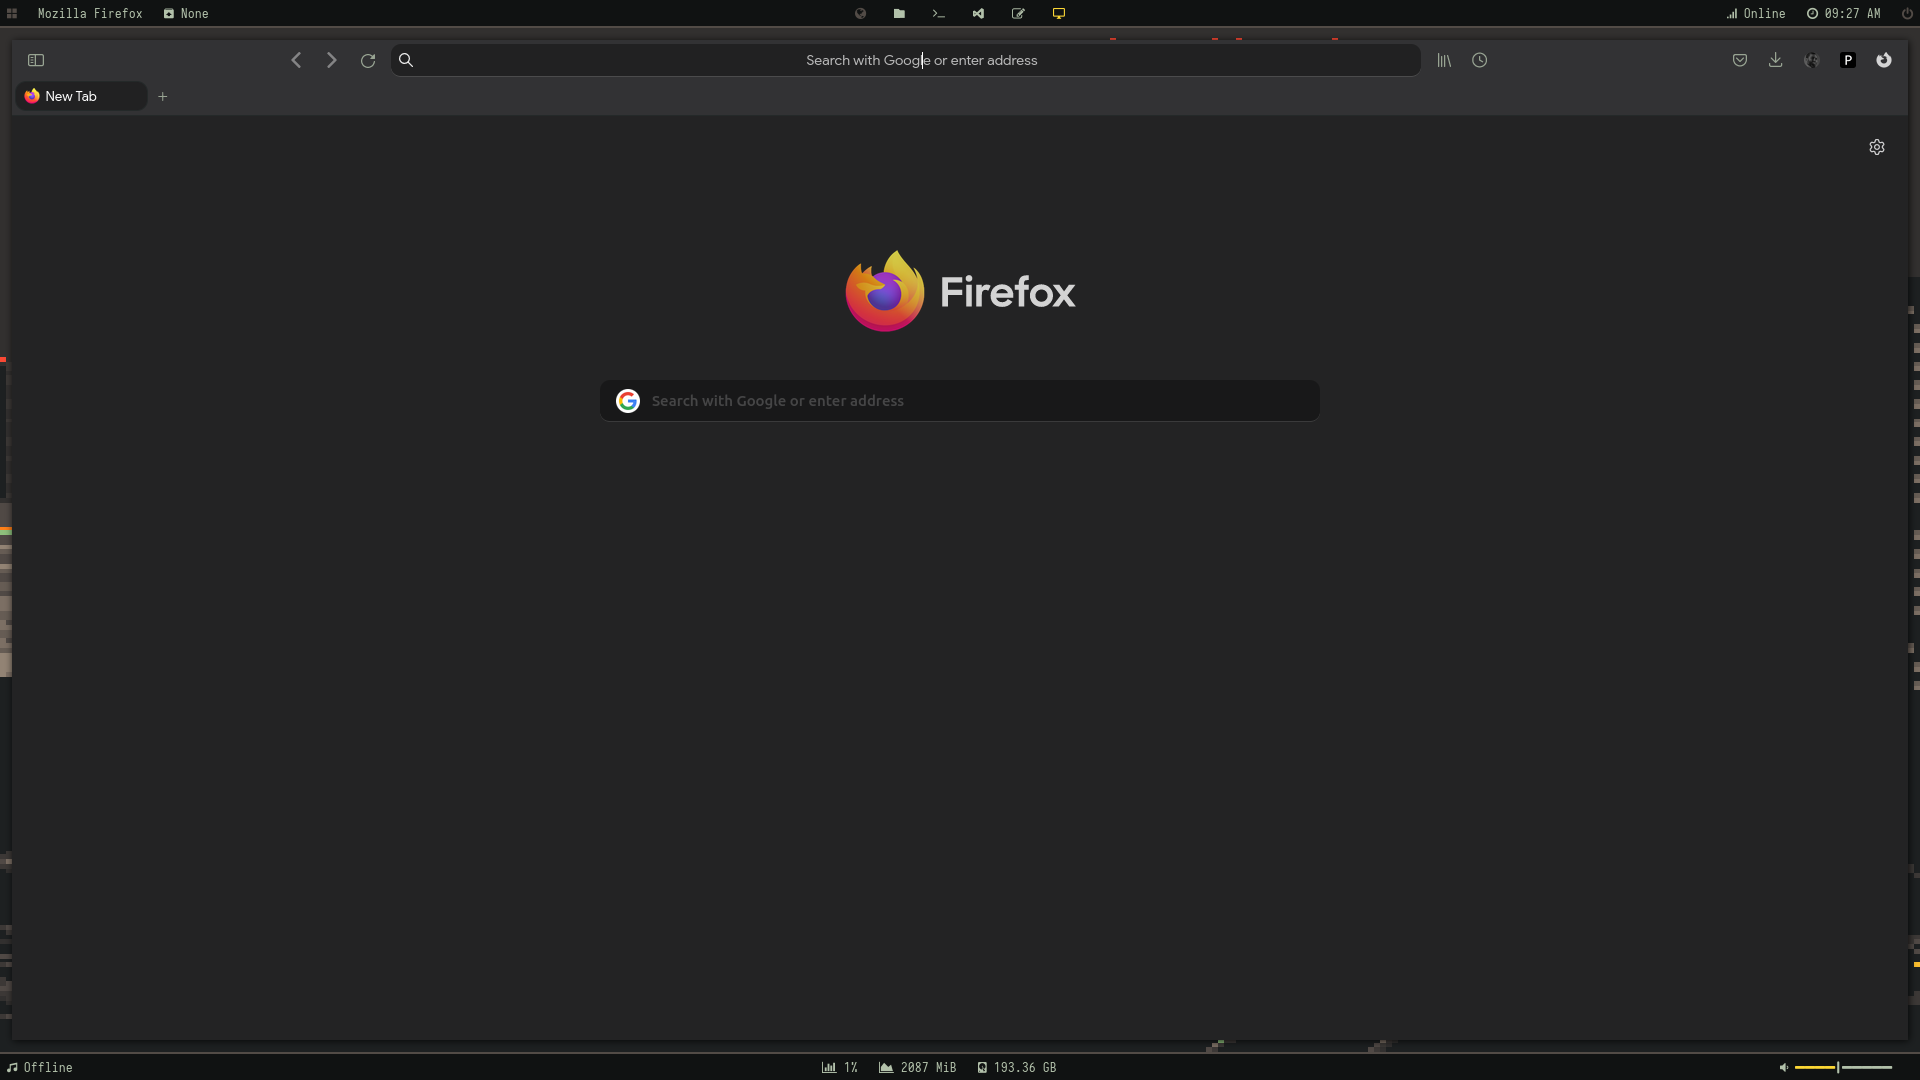 Mozilla Firefox None Online 09:27 AM
Search with Google or enter address P
New Tab
Firefox
Search with Google or enter address
Offline 1% 2087 MiB 193.36 GB